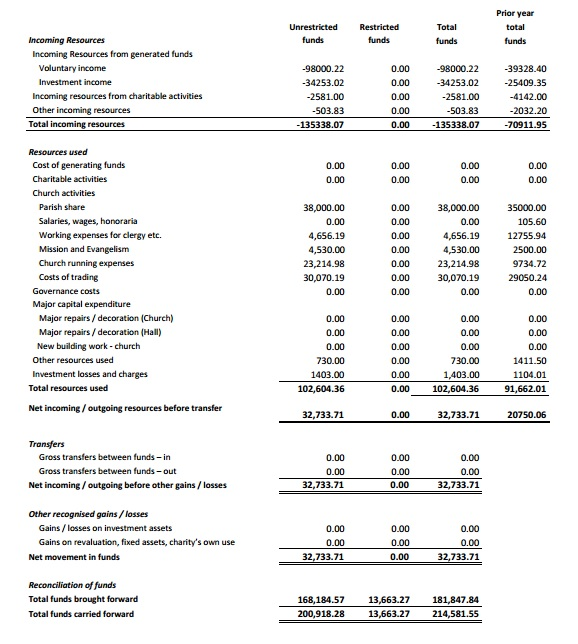 Prior year
Unrestricted Restricted Total total
Incoming Resources funds funds funds funds
Incoming Resources from generated funds
Voluntary income -98000.22 0.00 -98000.22 -39328.40
Investment income -34253.02 0.00 -34253.02 -25409.35
Incoming resources from charitable activities -2581.00 0.00 -2581.00 -4142.00
Other incoming resources -503.83 0.00 -503.83 -2032.20
Total incoming resources -135338.07 0.00 -135338.07 -70911.95
Resources used
Cost of generating funds 0.00 0.00 0.00 0.00
Charitable activities 0.00 0.00 0.00 0.00
Church activities
Parish share 38,000.00 0.00 38,000.00 35000.00
Salaries, wages, honoraria 0.00 0.00 0.00 105.60
Working expenses for clergy etc. 4,656.19 0.00 4,656.19 12755.94
Mission and Evangelism 4,530.00 0.00 4,530.00 2500.00
Church running expenses 23,214.98 0.00 23,214.98 9734.72
Costs of trading 30,070.19 0.00 30,070.19 29050.24
Governance costs 0.00 0.00 0.00 0.00
Major capital expenditure
Major repairs / decoration (Church) 0.00 0.00 0.00 0.00
Major repairs / decoration (Hall) 0.00 0.00 0.00 0.00
New building work - church 0.00 0.00 0.00 0.00
Other resources used 730.00 0.00 730.00 1411.50
Investment losses and charges 1403.00 0.00 1,403.00 1104.01
Total resources used 102,604.36 0.00 102,604.36 91,662.01
Net incoming / outgoing resources before transfer
32,733.71 0.00 32,733.71 20750.06
Transfers
Gross transfers between funds – in 0.00 0.00 0.00
Gross transfers between funds – out 0.00 0.00 0.00
Net incoming / outgoing before other gains / losses 32,733.71 0.00 32,733.71
Other recognised gains / losses
Gains / losses on investment assets 0.00 0.00 0.00
Gains on revaluation, fixed assets, charity's own use 0.00 0.00 0.00
Net movement in funds 32,733.71 0.00 32,733.71
Reconciliation of funds
Total funds brought forward 168,184.57 13,663.27 181,847.84
Total funds carried forward 200,918.28 13,663.27 214,581.55